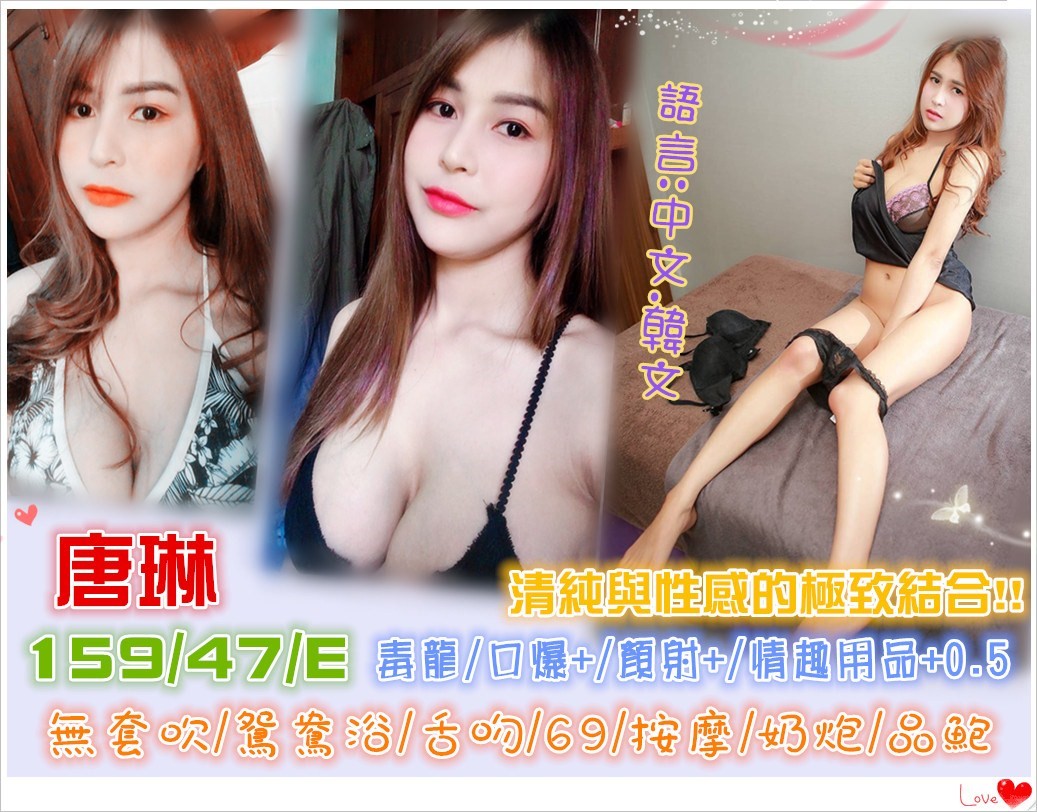 語言:中文.韓文
唐琳
清純與性感的極致結合!!
159/47/E
毒龍/口爆+/顏射+/情趣用品+0.5
無套吹/鴛鴦浴/舌吻/69/按摩/奶炮/品鮑
Love